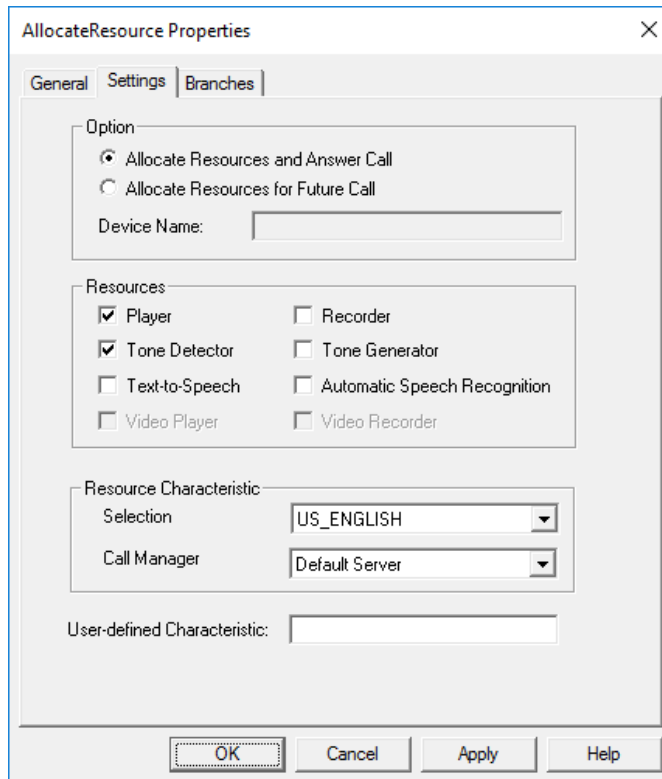 AllocateResource Properties
General Settings Branches
Option
Allocate Resources and Answer Call
Allocate Resources for Future Call
Device Name:
Resources
Player Recorder
Tone Detector Tone Generator
Text-to-Speech Automatic Speech Recognition
Video Player Video Recorder
Resource Characteristic
Selection US_ENGLISH
Call Manager Default Server
User-defined Characteristic:
OK Cancel Apply Help